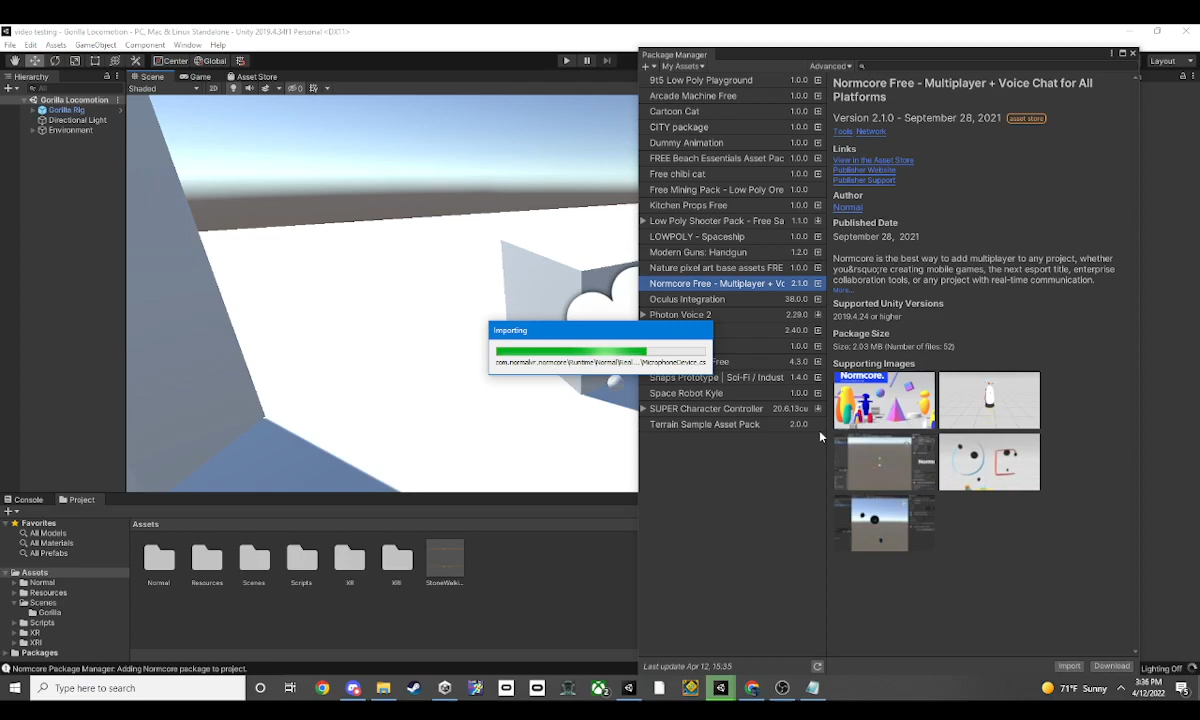 video testing - Gorilla Locomotion - PC, Mac & Linux Standalone - Unity 2019.4.34f1 Personal <DX11>
File Edit Assets GameObject Component Window Help
Center Global
Layout
Hierarchy
All
Gorilla Locomotion
Gorilla Rig
Directional Light
Environment
Scene Game Asset Store
Shaded 2D 0
Package Manager
My Assets Advanced
915 Low Poly Playground 1.0.0
Arcade Machine Free 1.0.0
Cartoon Cat 1.0.0
CITY package 1.0.0
Dummy Animation 1.0.0
FREE Beach Essentials Asset Pac 1.0.0
Free chibi cat 1.0.0
Free Mining Pack - Low Poly Ore 1.0.0
Kitchen Props Free 1.0.0
Low Poly Shooter Pack - Free Sa 1.1.0
LOWPOLY - Spaceship 1.0.0
Modern Guns: Handgun 1.2.0
Nature pixel art base assets FRE 1.0.0
Normcore Free - Multiplayer + Vc 2.1.0
Oculus Integration 38.0.0
Photon Voice 2 2.29.0
2.40.0
1.0.0
Free 4.3.0
Snaps Prototype | Sci-Fi / Indust 1.4.0
Space Robot Kyle 1.0.0
SUPER Character Controller 20.6.13cu
Terrain Sample Asset Pack 2.0.0
Last update Apr 12, 15:35
Normcore Free - Multiplayer + Voice Chat for All
Platforms
Version 2.1.0 - September 28, 2021 asset store
Tools Network
Links
View in the Asset Store
Publisher Website
Publisher Support
Author
Normal
Published Date
September 28, 2021
Normcore is the best way to add multiplayer to any project, whether
you&rsquo;re creating mobile games, the next esport title, enterprise
collaboration tools, or any project with real-time communication.
More...
Supported Unity Versions
2019.4.24 or higher
Package Size
Size: 2.03 MB (Number of files: 52)
Supporting Images
Normcore.
Import Download
Importing
com.normalvr.normcore\Runtime\Normal\Real...\MicrophoneDevice.cs
Console Project
Favorites
All Models
All Materials
All Prefabs
Assets
Normal
Resources
Scenes
Gorilla
Scripts
XR
XRI
Packages
Assets
Normal Resources Scenes Scripts XR XRI StoneWalki...
Normcore Package Manager: Adding Normcore package to project.
Lighting Off
Type here to search
71°F Sunny
3:36 PM
4/12/2022